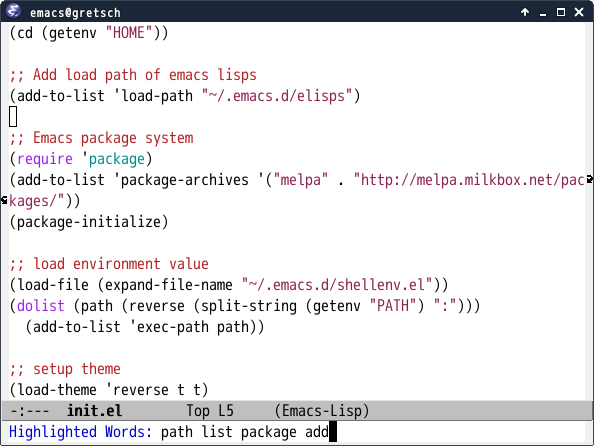 emacs@gretsch
(cd (getenv "HOME"))
;; Add load path of emacs lisps
(add-to-list 'load-path "~/.emacs.d/elisps")
;; Emacs package system
(require 'package)
(add-to-list 'package-archives '("melpa" . "http://melpa.milkbox.net/pac
kages/"))
(package-initialize)
;; load environment value
(load-file (expand-file-name "~/.emacs.d/shellenv.el"))
(dolist (path (reverse (split-string (getenv "PATH") ":")))
  (add-to-list 'exec-path path))
;; setup theme
(load-theme 'reverse t t)
-:---  init.el        Top L5     (Emacs-Lisp)
Highlighted Words: path list package add